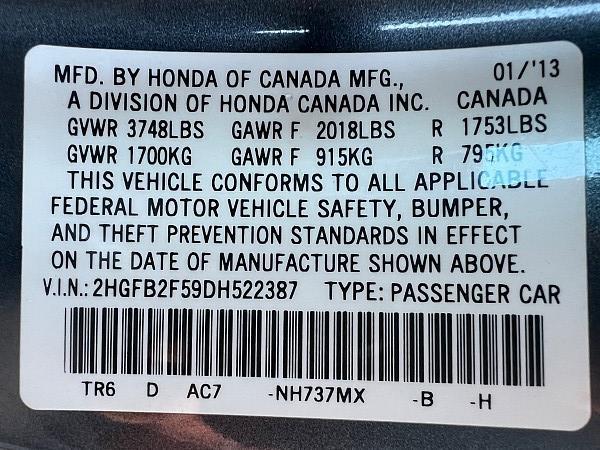 MFD. BY HONDA OF CANADA MFG., 01/'13
A DIVISION OF HONDA CANADA INC. CANADA
GVWR 3748LBS GAWR F 2018LBS R 1753LBS
GVWR 1700KG GAWR F 915KG R 795KG
THIS VEHICLE CONFORMS TO ALL APPLICABLE
FEDERAL MOTOR VEHICLE SAFETY, BUMPER,
AND THEFT PREVENTION STANDARDS IN EFFECT
ON THE DATE OF MANUFACTURE SHOWN ABOVE.
V.I.N.: 2HGFB2F59DH522387 TYPE: PASSENGER CAR
TR6 D AC7 -NH737MX -B -H